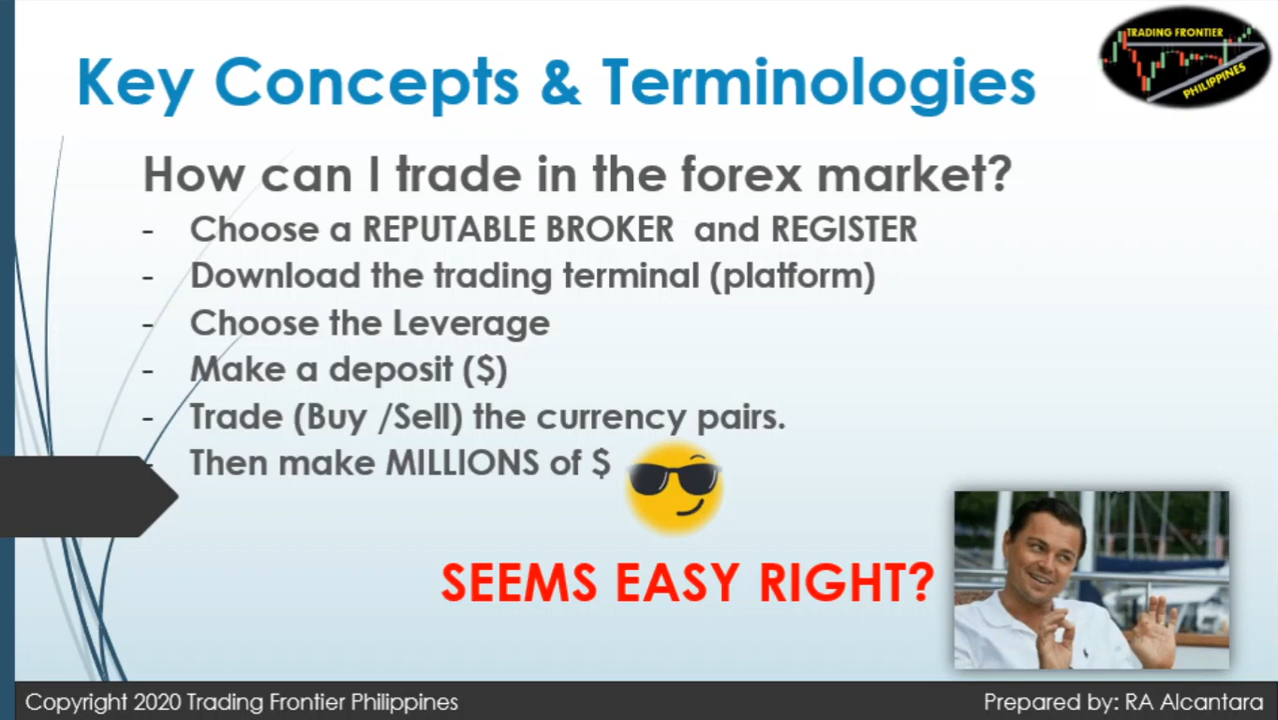 TRADING FRONTIER
PHILIPPINES
Key Concepts & Terminologies
How can I trade in the forex market?
- Choose a REPUTABLE BROKER and REGISTER
- Download the trading terminal (platform)
- Choose the Leverage
- Make a deposit ($)
- Trade (Buy /Sell) the currency pairs.
- Then make MILLIONS of $
SEEMS EASY RIGHT?
Copyright 2020 Trading Frontier Philippines
Prepared by: RA Alcantara